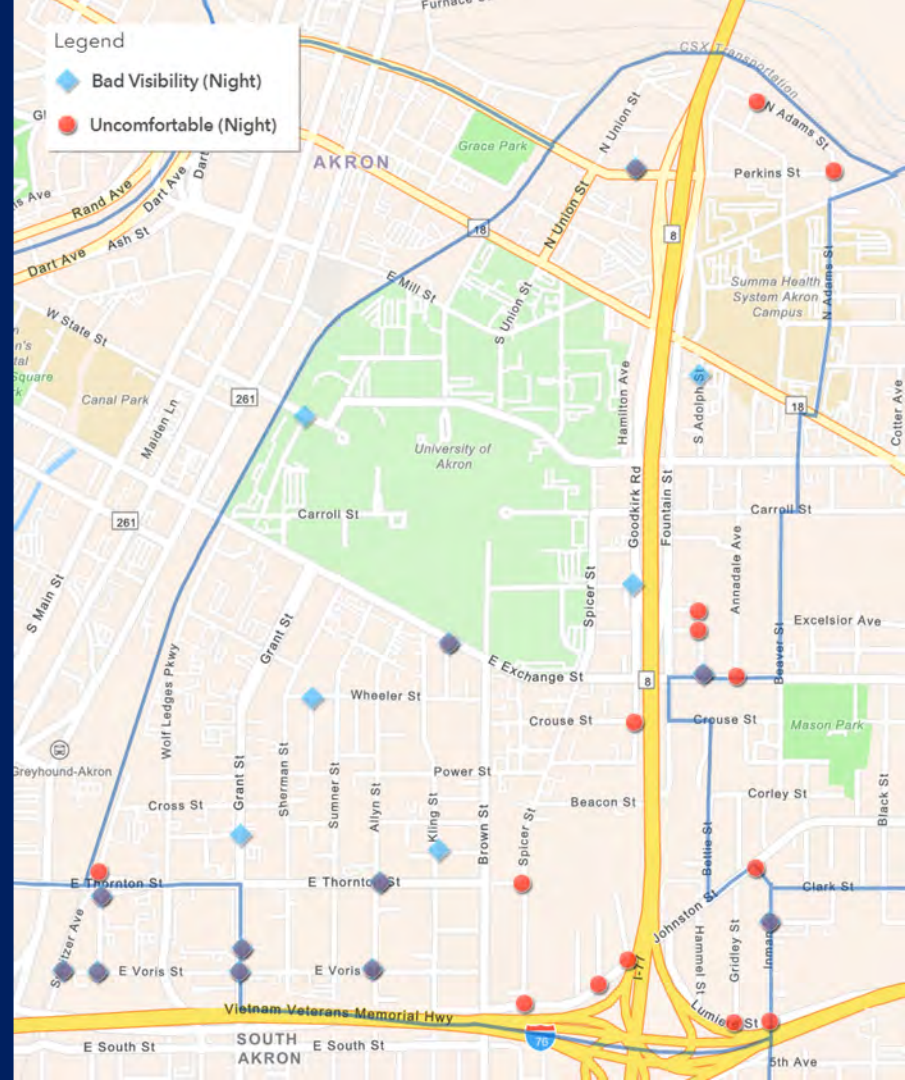 Furnace
CSX Transportation
Legend
Bad Visibility (Night)
Uncomfortable (Night)
N Union St
N Adams St
Grace Park
AKRON
Perkins St
Dart
Rand Ave
Dart Ave
Ash St
Dart Ave
18
N Union St
8
E Mill St
S Union St
Summa Health
System Akron
Campus
N Adams St
W State St
Canal Park
261
Maiden Ln
Hamilton Ave
S Adolph St
18
Cotter Ave
University of
Akron
Carroll St
261
Goodkirk Rd
Fountain St
Carroll St
Annadale Ave
S Main St
Grant St
Spicer St
Excelsior Ave
Beaver St
E Exchange St
8
Wolf Ledges Pkwy
Wheeler St
Crouse St
Crouse St
Mason Park
Greyhound-Akron
Power St
Cross St
Grant St
Sherman St
Sumner St
Allyn St
Kling St
Brown St
Spicer St
Beacon St
Corley St
Black St
Bettie St
E Thornton St
E Thornton St
Clark St
Johnston St
E Voris St
E Voris
I-77
Hammel St
Gridley St
Inman
Vietnam Veterans Memorial Hwy
Lumiere St
SOUTH
AKRON
E South St
E South St
76
5th Ave